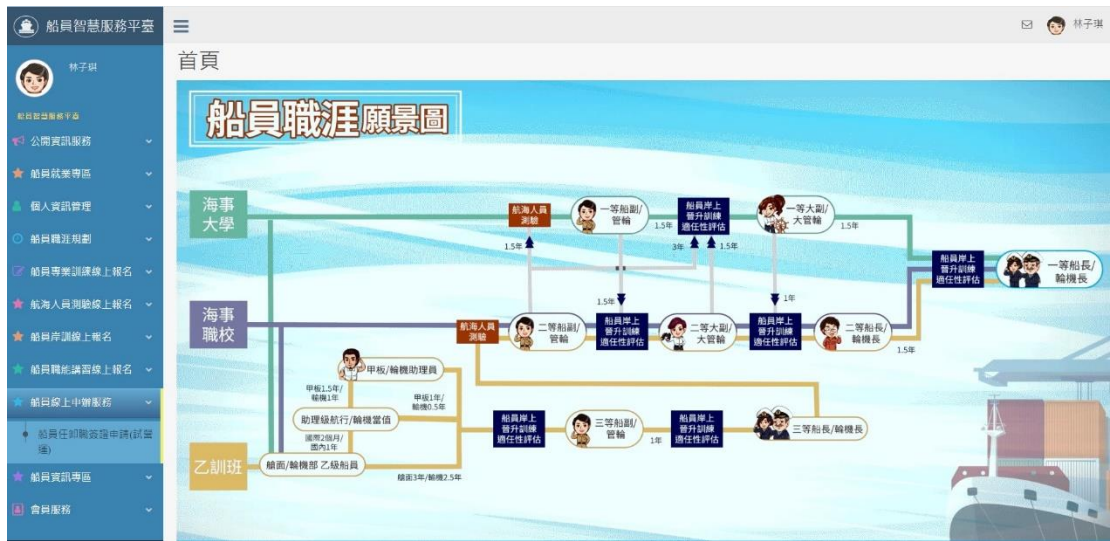 船員智慧服務平臺
林子琪
首頁
林子琪
船員智慧服務平臺
公開資訊服務
船員就業專區
個人資訊管理
船員職涯規劃
船員專業訓練線上報名
航海人員測驗線上報名
船員岸訓線上報名
船員職能講習線上報名
船員線上申辦服務
船員任卸職簽證申請(試營
運)
船員資訊專區
會員服務
船員職涯願景圖
海事
大學
航海人員
測驗
一等船副/
管輪
1.5年
船員岸上
晉升訓練
適任性評估
一等大副/
大管輪
1.5年
1.5年
3年
1.5年
船員岸上
晉升訓練
適任性評估
一等船長/
輪機長
1.5年
1年
海事
職校
航海人員
測驗
二等船副/
管輪
船員岸上
晉升訓練
適任性評估
二等大副/
大管輪
船員岸上
晉升訓練
適任性評估
二等船長/
輪機長
1.5年
甲板/輪機助理員
甲板1.5年/
輪機1年
甲板1年/
輪機0.5年
助理級航行/輪機當值
國際2個月/
國內1年
船員岸上
晉升訓練
適任性評估
三等船副/
管輪
1年
船員岸上
晉升訓練
適任性評估
三等船長/輪機長
乙訓班
艙面/輪機部 乙級船員
艙面3年/輪機2.5年